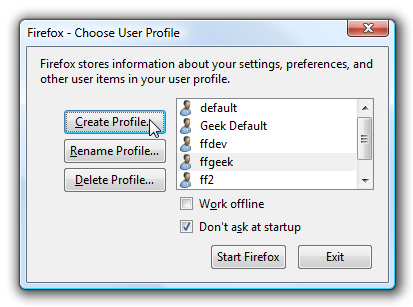 Firefox - Choose User Profile
Firefox stores information about your settings, preferences, and
other user items in your user profile.
Create Profile...
Rename Profile...
Delete Profile...
default
Geek Default
ffdev
ffgeek
ff2
Work offline
Don't ask at startup
Start Firefox
Exit